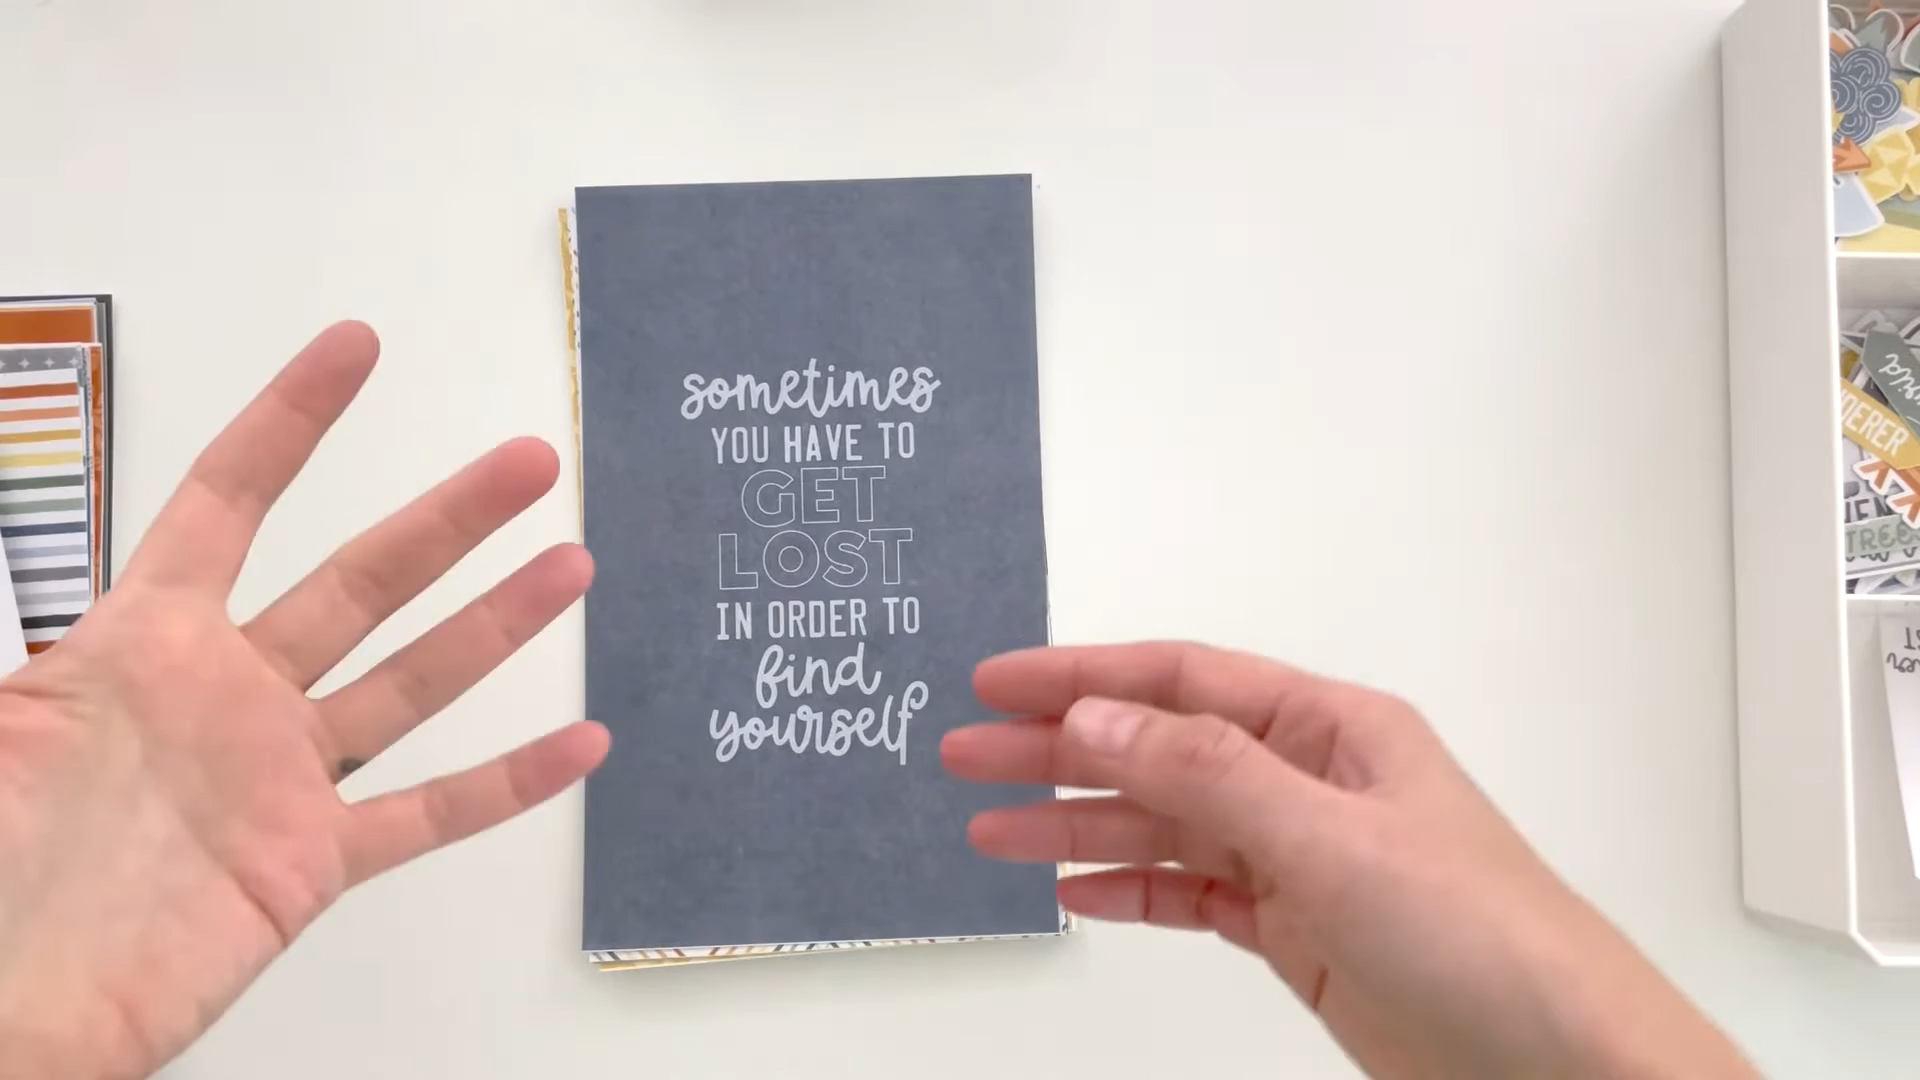 sometimes
YOU HAVE TO
GET
LOST
IN ORDER TO
find
yourself